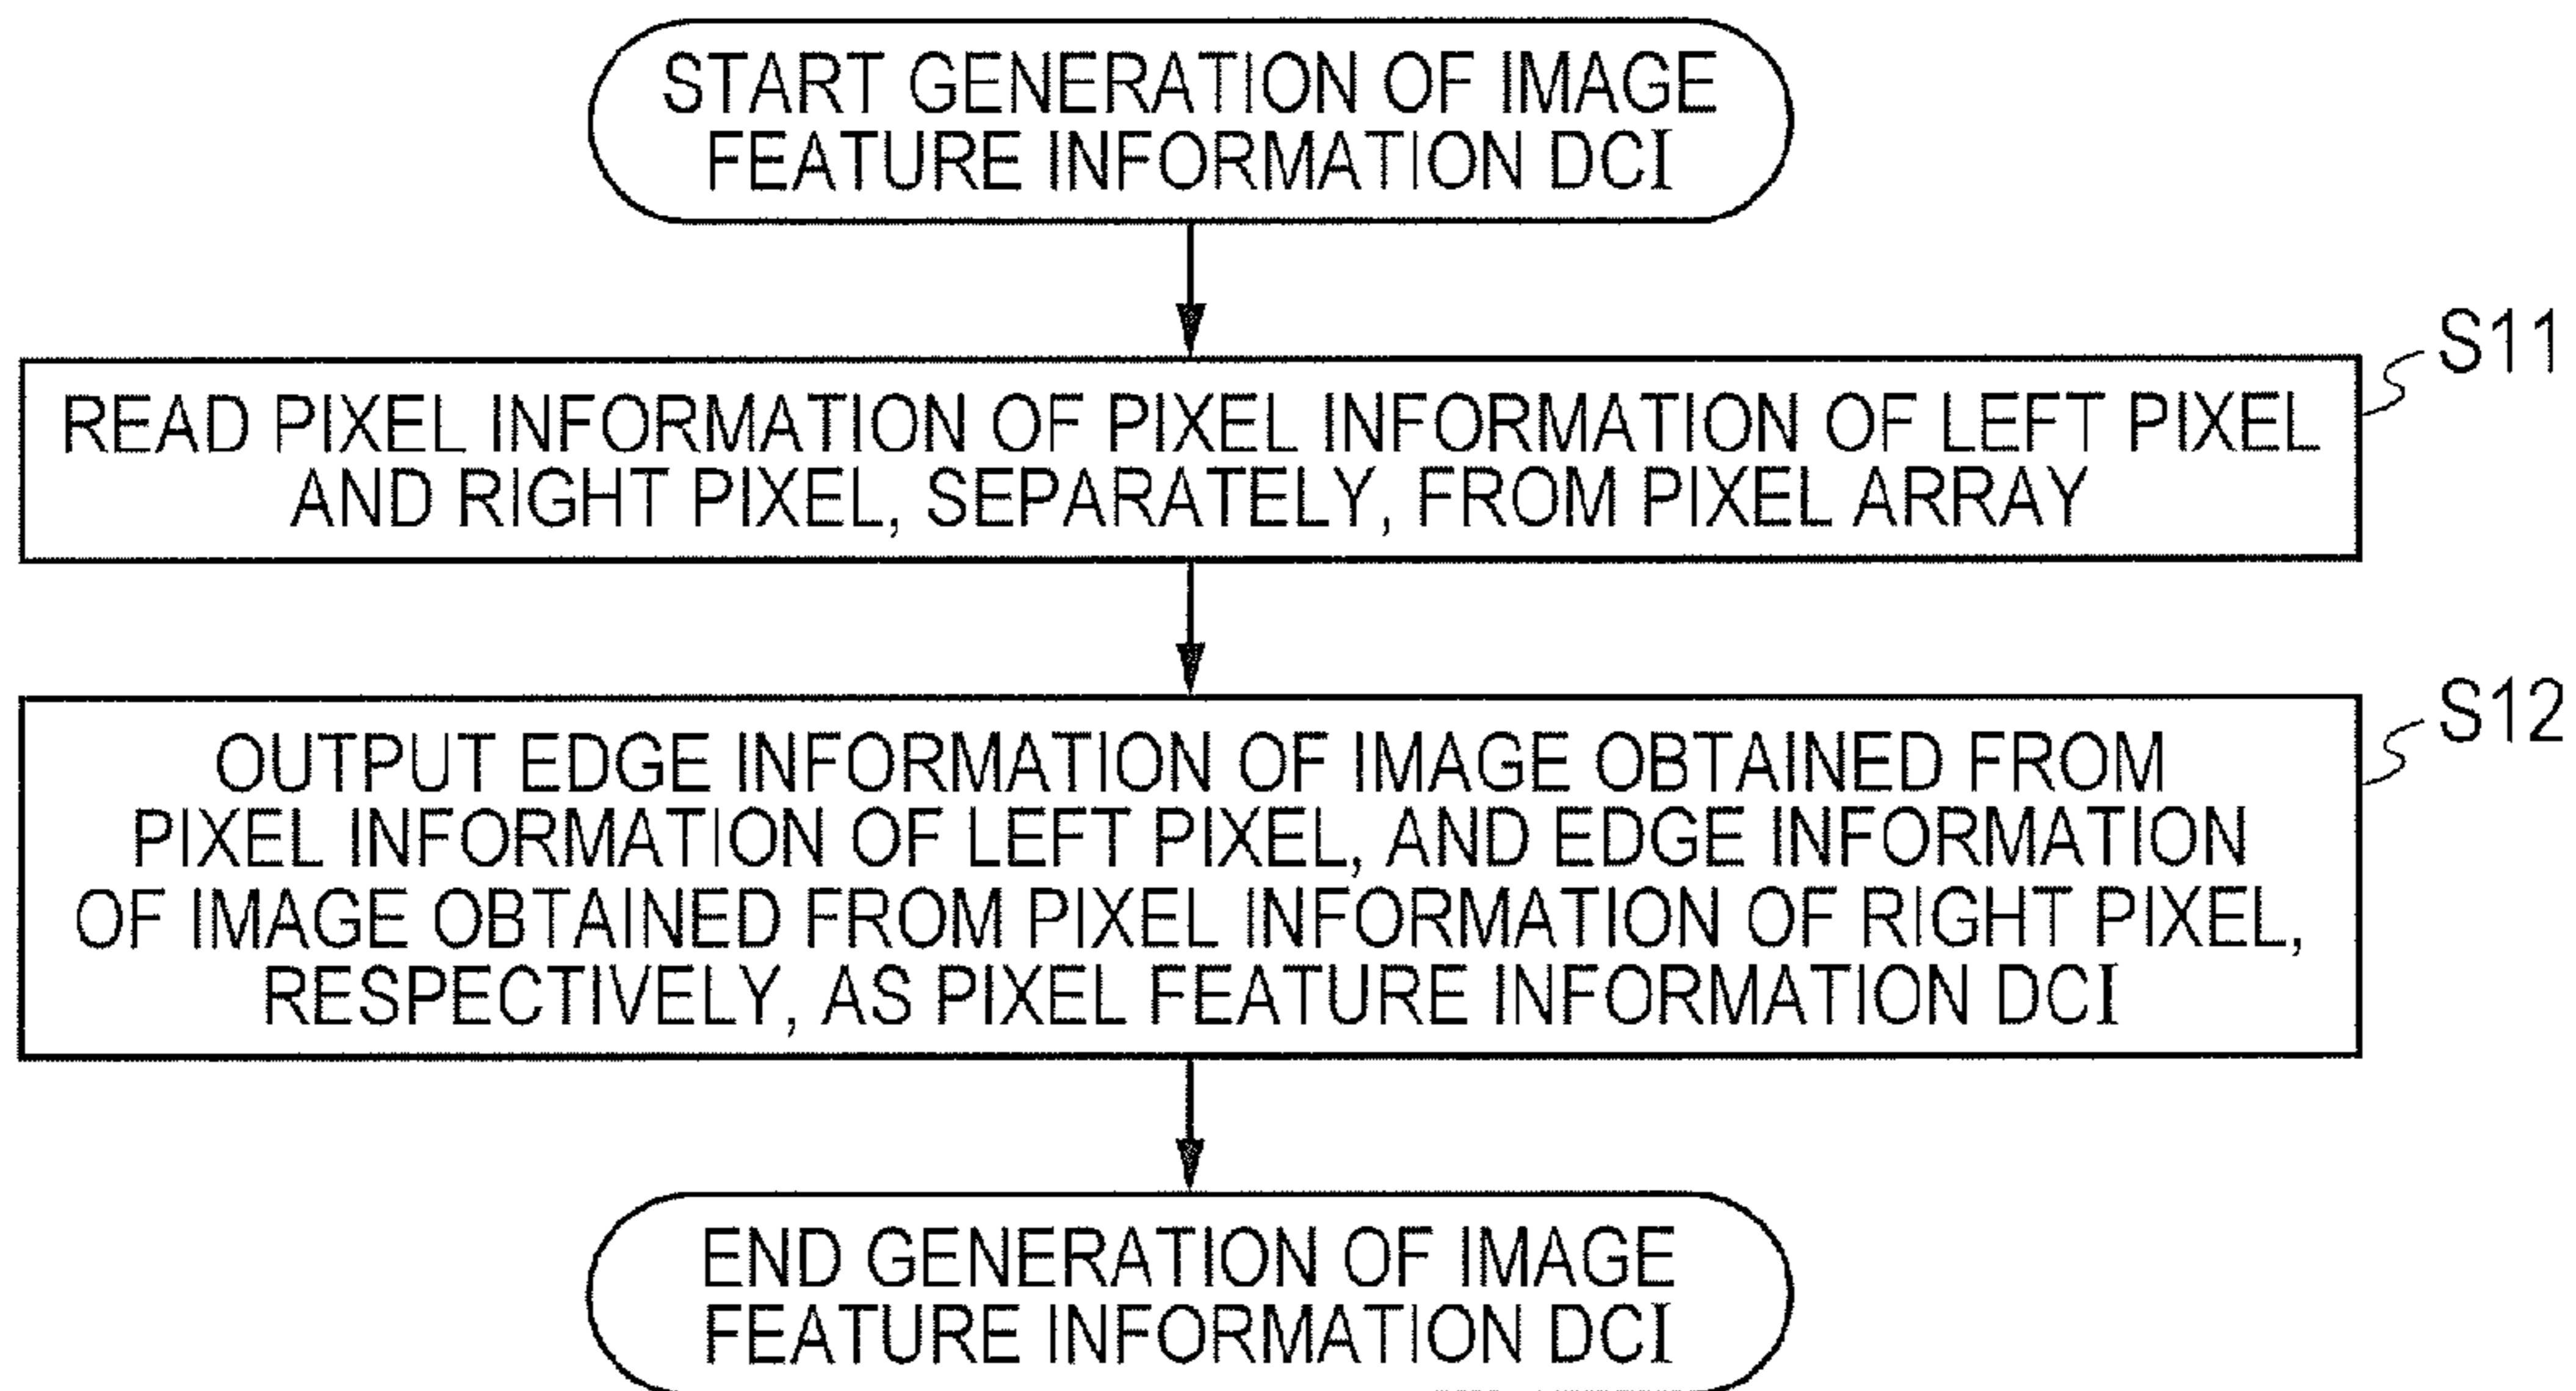 START GENERATION OF IMAGE
FEATURE INFORMATION DCI
S11
READ PIXEL INFORMATION OF PIXEL INFORMATION OF LEFT PIXEL
AND RIGHT PIXEL, SEPARATELY, FROM PIXEL ARRAY
S12
OUTPUT EDGE INFORMATION OF IMAGE OBTAINED FROM
PIXEL INFORMATION OF LEFT PIXEL, AND EDGE INFORMATION
OF IMAGE OBTAINED FROM PIXEL INFORMATION OF RIGHT PIXEL,
RESPECTIVELY, AS PIXEL FEATURE INFORMATION DCI
END GENERATION OF IMAGE
FEATURE INFORMATION DCI